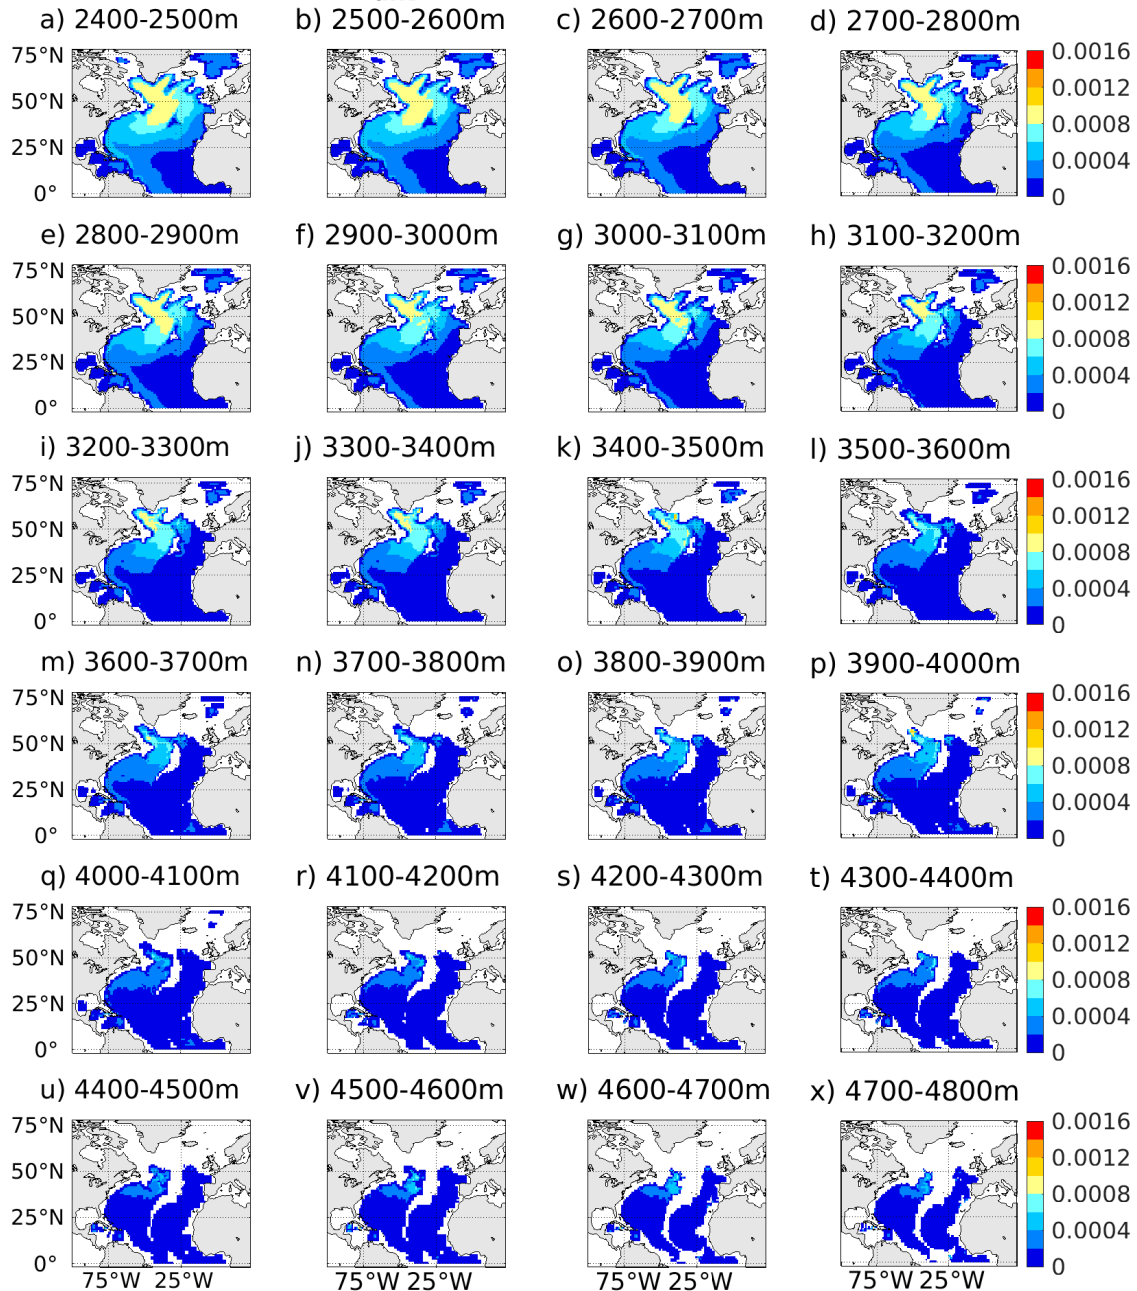 a) 2400-2500m b) 2500-2600m c) 2600-2700m d) 2700-2800m
75°N 0.0016
50°N 0.0012
0.0008
25°N 0.0004
0° 0
e) 2800-2900m f) 2900-3000m g) 3000-3100m h) 3100-3200m
75°N 0.0016
50°N 0.0012
0.0008
25°N 0.0004
0° 0
i) 3200-3300m j) 3300-3400m k) 3400-3500m l) 3500-3600m
75°N 0.0016
50°N 0.0012
0.0008
25°N 0.0004
0° 0
m) 3600-3700m n) 3700-3800m o) 3800-3900m p) 3900-4000m
75°N 0.0016
50°N 0.0012
0.0008
25°N 0.0004
0° 0
q) 4000-4100m r) 4100-4200m s) 4200-4300m t) 4300-4400m
75°N 0.0016
50°N 0.0012
0.0008
25°N 0.0004
0° 0
u) 4400-4500m v) 4500-4600m w) 4600-4700m x) 4700-4800m
75°N 0.0016
50°N 0.0012
0.0008
25°N 0.0004
0° 0
75°W 25°W 75°W 25°W 75°W 25°W 75°W 25°W